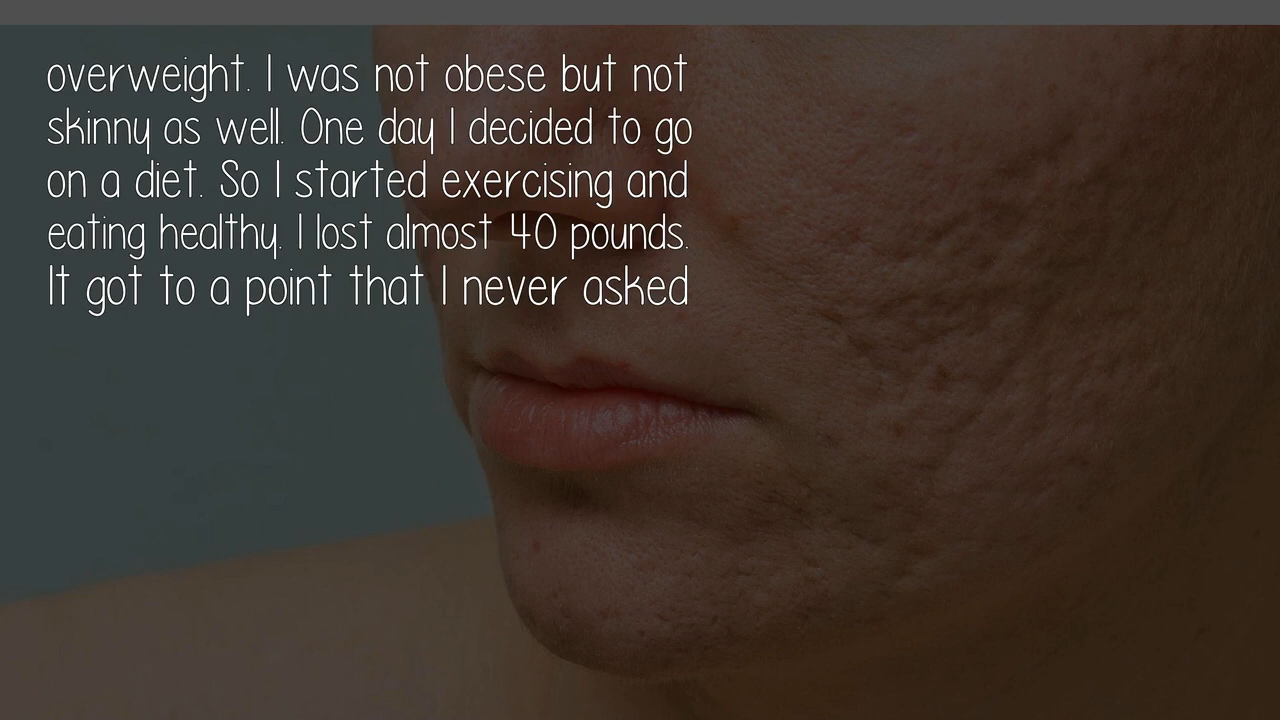 overweight. I was not obese but not
skinny as well. One day I decided to go
on a diet. So I started exercising and
eating healthy. I lost almost 40 pounds.
It got to a point that I never asked